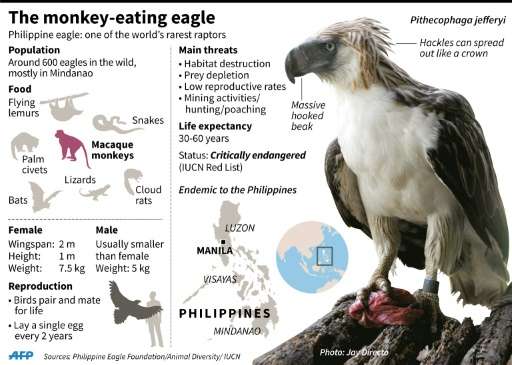 The monkey-eating eagle
Philippine eagle: one of the world's rarest raptors
Pithecophaga jefferyi
Hackles can spread
out like a crown
Massive
hooked
beak
Population
Around 600 eagles in the wild,
mostly in Mindanao
Food
Flying
lemurs
Snakes
Macaque
monkeys
Palm
civets
Lizards
Bats
Cloud
rats
Main threats
• Habitat destruction
• Prey depletion
• Low reproductive rates
• Mining activities/
hunting/poaching
Life expectancy
30-60 years
Status: Critically endangered
(IUCN Red List)
Endemic to the Philippines
LUZON
MANILA
VISAYAS
PHILIPPINES
MINDANAO
Female
Wingspan: 2 m
Height: 1 m
Weight: 7.5 kg
Male
Usually smaller
than female
Weight: 5 kg
Reproduction
• Birds pair and mate
for life
• Lay a single egg
every 2 years
AFP
Sources: Philippine Eagle Foundation/Animal Diversity/ IUCN
Photo: Jay Directo